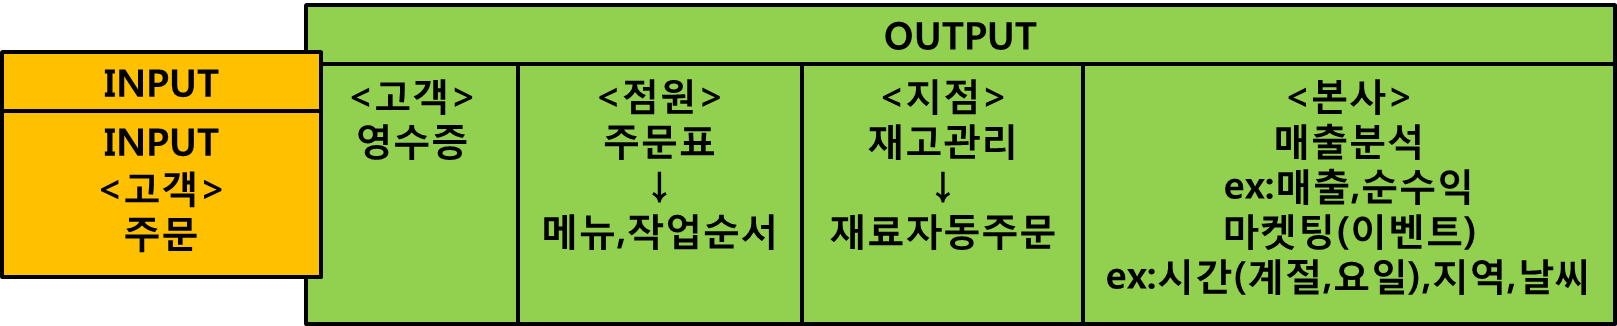 INPUT
INPUT
<고객>
주문
OUTPUT
<고객>
영수증
<점원>
주문표
↓
메뉴,작업순서
<지점>
재고관리
↓
재료자동주문
<본사>
매출분석
ex:매출,순수익
마켓팅(이벤트)
ex:시간(계절,요일),지역,날씨